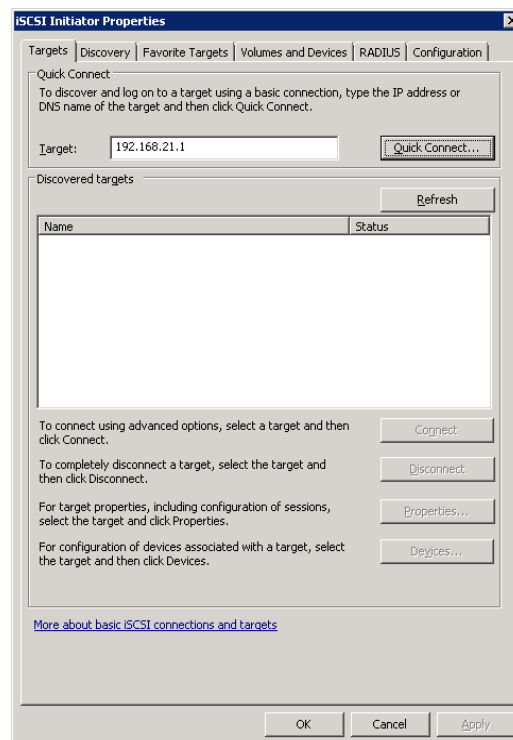 iSCSI Initiator Properties
Targets Discovery Favorite Targets Volumes and Devices RADIUS Configuration
Quick Connect
To discover and log on to a target using a basic connection, type the IP address or
DNS name of the target and then click Quick Connect.
Target: 192.168.21.1 Quick Connect...
Discovered targets
Refresh
Name Status
To connect using advanced options, select a target and then
click Connect.
Connect
To completely disconnect a target, select the target and
then click Disconnect.
Disconnect
For target properties, including configuration of sessions,
select the target and click Properties.
Properties...
For configuration of devices associated with a target, select
the target and then click Devices.
Devices...
More about basic iSCSI connections and targets
OK Cancel Apply